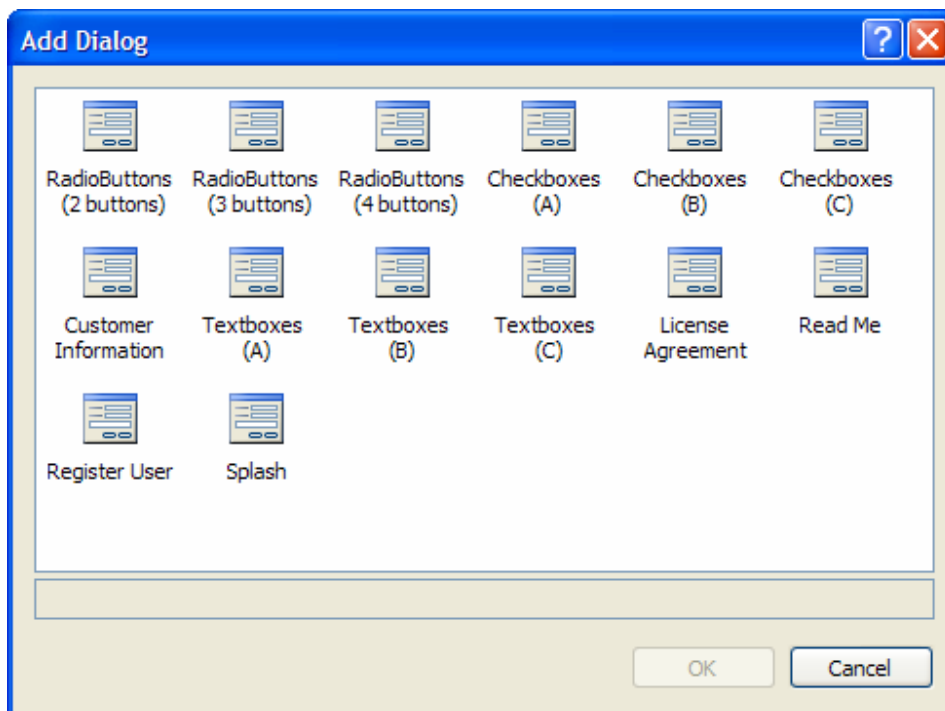 Add Dialog
?
RadioButtons RadioButtons RadioButtons Checkboxes Checkboxes Checkboxes
(2 buttons) (3 buttons) (4 buttons) (A) (B) (C)
Customer Textboxes Textboxes Textboxes License Read Me
Information (A) (B) (C) Agreement
Register User Splash
OK Cancel